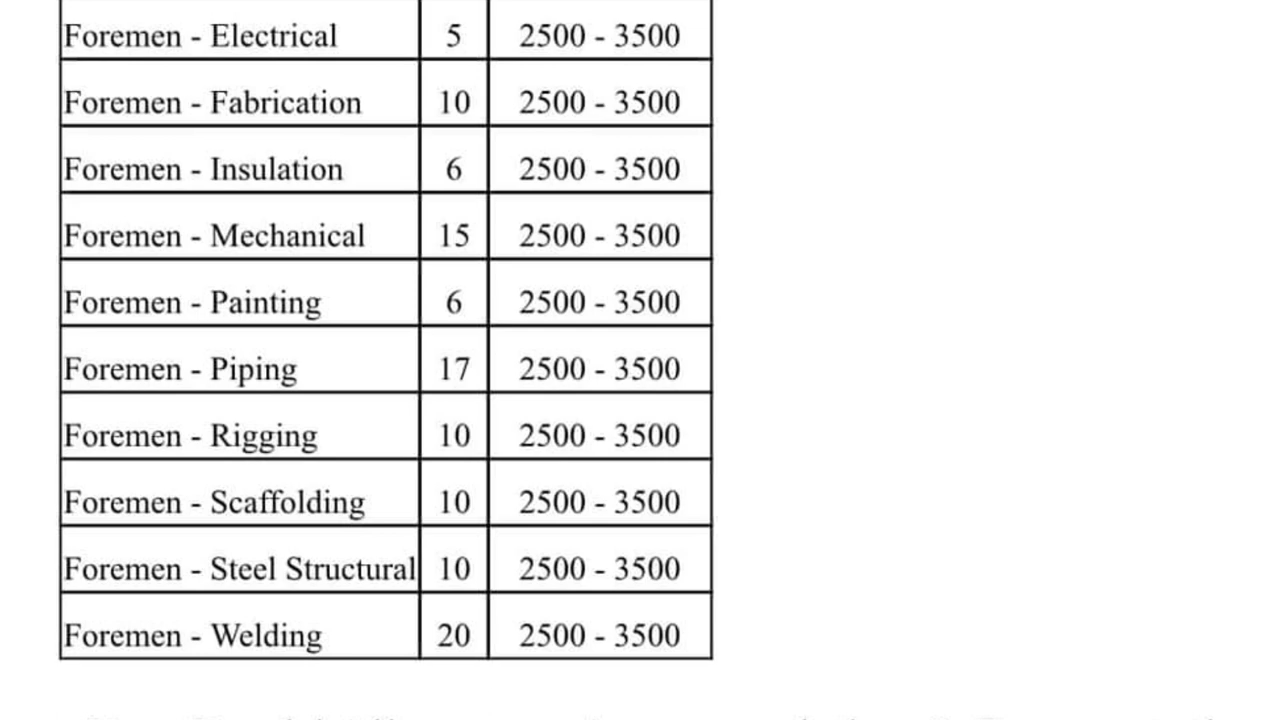 Foremen - Electrical 5 2500 - 3500
Foremen - Fabrication 10 2500 - 3500
Foremen - Insulation 6 2500 - 3500
Foremen - Mechanical 15 2500 - 3500
Foremen - Painting 6 2500 - 3500
Foremen - Piping 17 2500 - 3500
Foremen - Rigging 10 2500 - 3500
Foremen - Scaffolding 10 2500 - 3500
Foremen - Steel Structural 10 2500 - 3500
Foremen - Welding 20 2500 - 3500